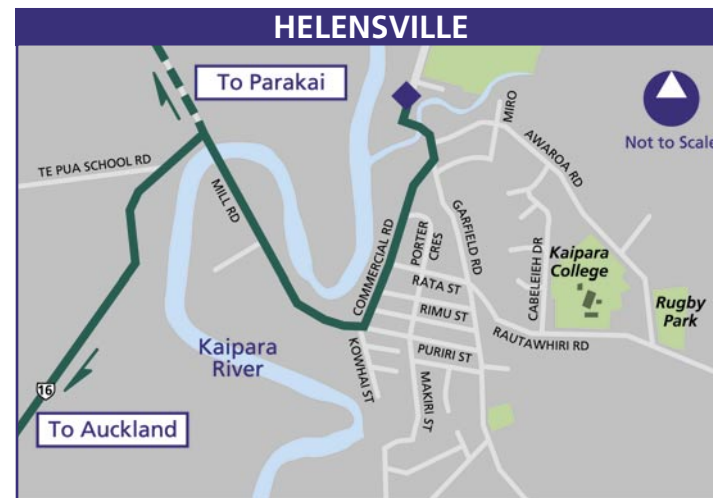 HELENSVILLE
To Parakai
Not to Scale
MIRO
AWAROA RD
TE PUA SCHOOL RD
MILL RD
COMMERCIAL RD
PORTER
CRES
GARFIELD RD
CABELEIEH DR
Kaipara
College
RATA ST
RIMU ST
PURIRI ST
RAUTAWHIRI RD
Rugby
Park
Kaipara
River
KOWHAI ST
MAKIRI ST
16
To Auckland